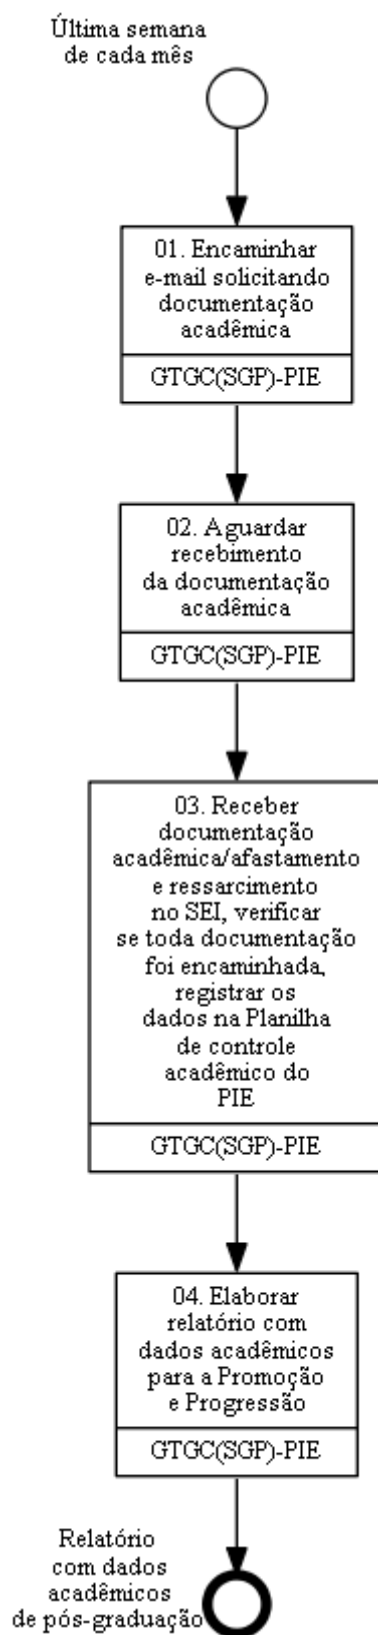 Última semana
de cada mês
01. Encaminhar
e-mail solicitando
documentação
acadêmica
GTGC(SGP)-PIE
02. Aguardar
recebimento
da documentação
acadêmica
GTGC(SGP)-PIE
03. Receber
documentação
acadêmica/afastamento
e ressarcimento
no SEI, verificar
se toda documentação
foi encaminhada,
registrar os
dados na Planilha
de controle
acadêmico do
PIE
GTGC(SGP)-PIE
04. Elaborar
relatório com
dados acadêmicos
para a Promoção
e Progressão
GTGC(SGP)-PIE
Relatório
com dados
acadêmicos
de pós-graduação